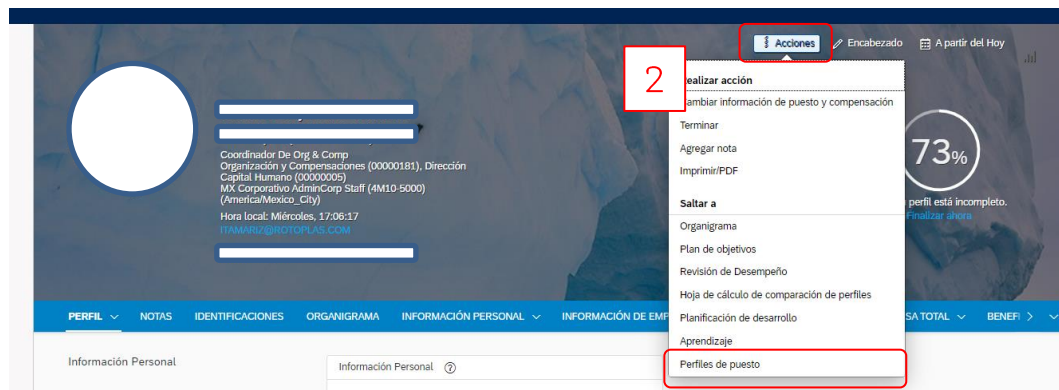 Acciones
Encabezado
A partir del Hoy
2
Realizar acción
Cambiar información de puesto y compensación
Terminar
Agregar nota
Imprimir/PDF
Saltar a
Organigrama
Plan de objetivos
Revisión de Desempeño
Hoja de cálculo de comparación de perfiles
Planificación de desarrollo
Aprendizaje
Perfiles de puesto
Coordinador De Org & Comp
Organización y Compensaciones (00000181), Dirección
Capital Humano (00000005)
MX Corporativo AdminCorp Staff (4M10-5000)
(America/Mexico_City)
Hora local: Miércoles, 17:06:17
ITAMARIZ@ROTOPLAS.COM
73%
perfil está incompleto.
Finalizar ahora
PERFIL NOTAS IDENTIFICACIONES ORGANIGRAMA INFORMACIÓN PERSONAL INFORMACIÓN DE EMP SA TOTAL BENEFI
Información Personal
Información Personal